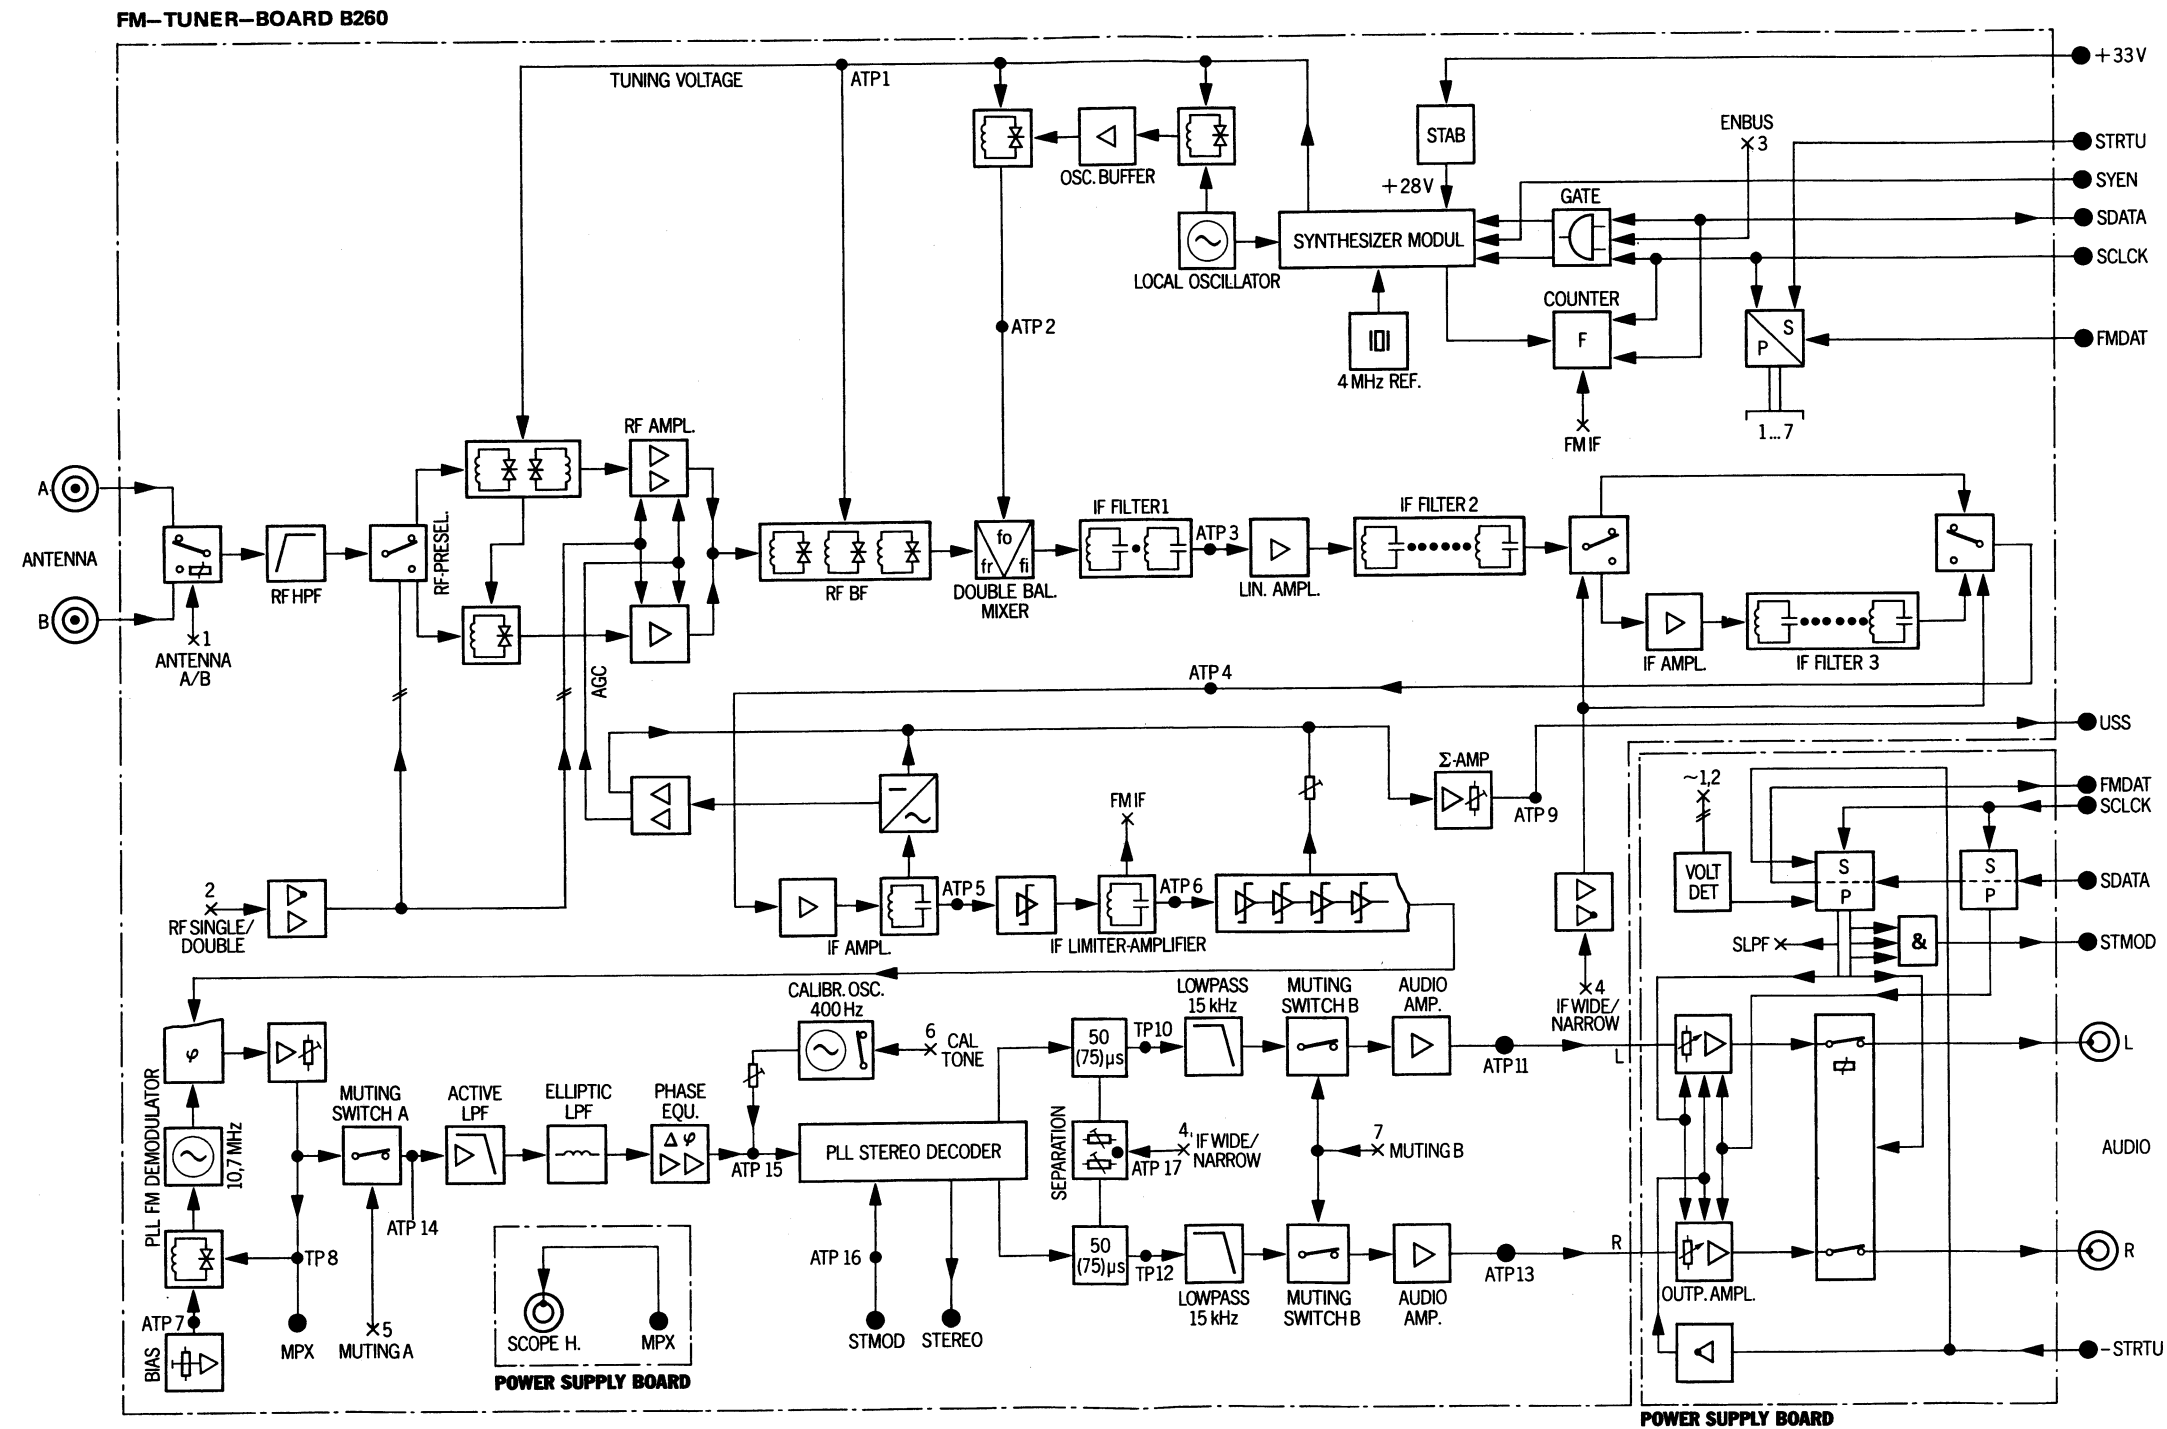 FM-TUNER-BOARD B260
+33V
TUNING VOLTAGE
ATP1
STAB
ENBUS
3
STRTU
OSC. BUFFER
+28V
SYEN
GATE
SDATA
SYNTHESIZER MODUL
SCLCK
LOCAL OSCILLATOR
COUNTER
F
S
P
FMDAT
ATP 2
4 MHz REF.
1...7
FM IF
RF AMPL.
A
ANTENNA
B
RF HPF
RF-PRESEL.
RF BF
fo
fr
fi
DOUBLE BAL.
MIXER
IF FILTER1
ATP 3
LIN. AMPL.
IF FILTER 2
IF AMPL.
IF FILTER 3
1
ANTENNA
A/B
AGC
ATP 4
USS
Σ-AMP
ATP 9
FM IF
~1,2
FMDAT
SCLCK
VOLT
DET
S
P
S
P
SDATA
2
RF SINGLE/
DOUBLE
IF AMPL.
ATP 5
IF LIMITER-AMPLIFIER
ATP 6
4
IF WIDE/
NARROW
SLPF
&
STMOD
CALIBR. OSC.
400 Hz
6
CAL
TONE
LOWPASS
15 kHz
MUTING
SWITCH B
AUDIO
AMP.
φ
PLL FM DEMODULATOR
10,7 MHz
50
(75)µs
TP10
ATP11
L
L
MUTING
SWITCH A
ACTIVE
LPF
ELLIPTIC
LPF
PHASE
EQU.
Δ φ
ATP 15
PLL STEREO DECODER
SEPARATION
4
IF WIDE/
NARROW
ATP 17
7
MUTING B
AUDIO
ATP 14
TP8
ATP 16
50
(75)µs
TP12
ATP13
R
R
LOWPASS
15 kHz
MUTING
SWITCH B
AUDIO
AMP.
OUTP. AMPL.
ATP 7
BIAS
MPX
5
MUTING A
SCOPE H.
MPX
POWER SUPPLY BOARD
STMOD
STEREO
-STRTU
POWER SUPPLY BOARD